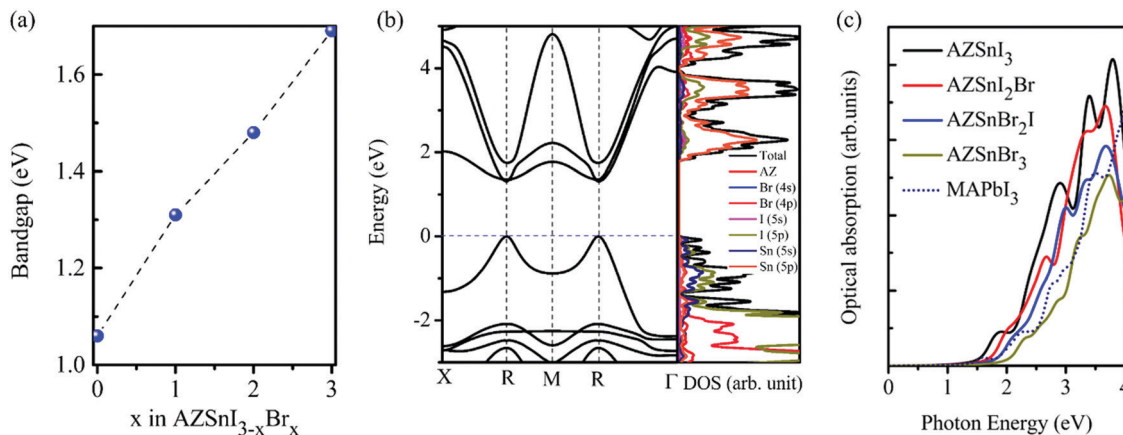 (a)
Bandgap (eV)
1.6
1.4
1.2
1.0
0
1
2
3
x in AZSnI₃₋ₓBrₓ
(b)
Energy (eV)
4
2
0
-2
X
R
M
R
Γ
Total
AZ
Br (4s)
Br (4p)
I (5s)
I (5p)
Sn (5s)
Sn (5p)
DOS (arb. unit)
(c)
Optical absorption (arb.units)
AZSnI₃
AZSnI₂Br
AZSnBr₂I
AZSnBr₃
MAPbI₃
0
1
2
3
4
Photon Energy (eV)